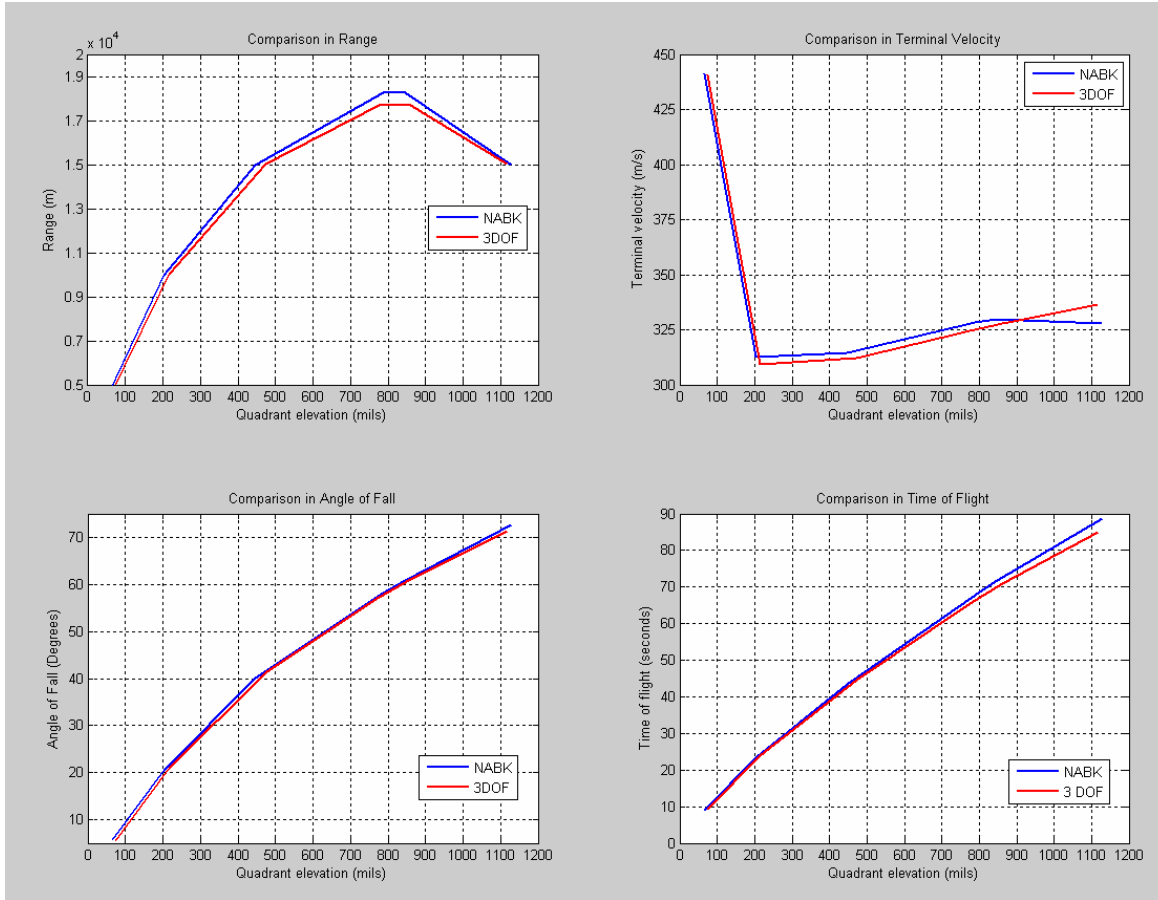 Comparison in Range
x 10^4
2
1.9
1.7
1.5
1.3
1.1
0.9
0.7
0.5
Range (m)
NABK
3DOF
0 100 200 300 400 500 600 700 800 900 1000 1100 1200
Quadrant elevation (mils)
Comparison in Terminal Velocity
450
425
400
375
350
325
300
Terminal velocity (m/s)
NABK
3DOF
0 100 200 300 400 500 600 700 800 900 1000 1100 1200
Quadrant elevation (mils)
Comparison in Angle of Fall
70
60
50
40
30
20
10
Angle of Fall (Degrees)
NABK
3DOF
0 100 200 300 400 500 600 700 800 900 1000 1100 1200
Quadrant elevation (mils)
Comparison in Time of Flight
90
80
70
60
50
40
30
20
10
0
Time of flight (seconds)
NABK
3 DOF
0 100 200 300 400 500 600 700 800 900 1000 1100 1200
Quadrant elevation (mils)